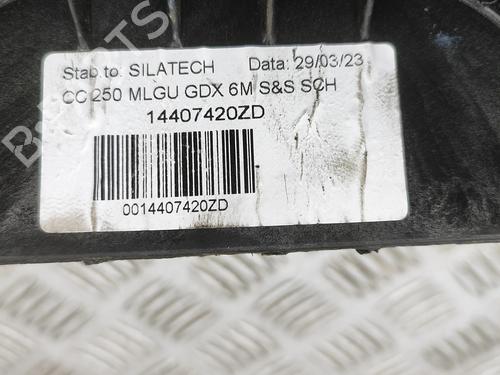 Stab.to: SILATECH Data: 29/03/23
CC 250 MLGU GDX 6M S&S SCH
14407420ZD
0014407420ZD